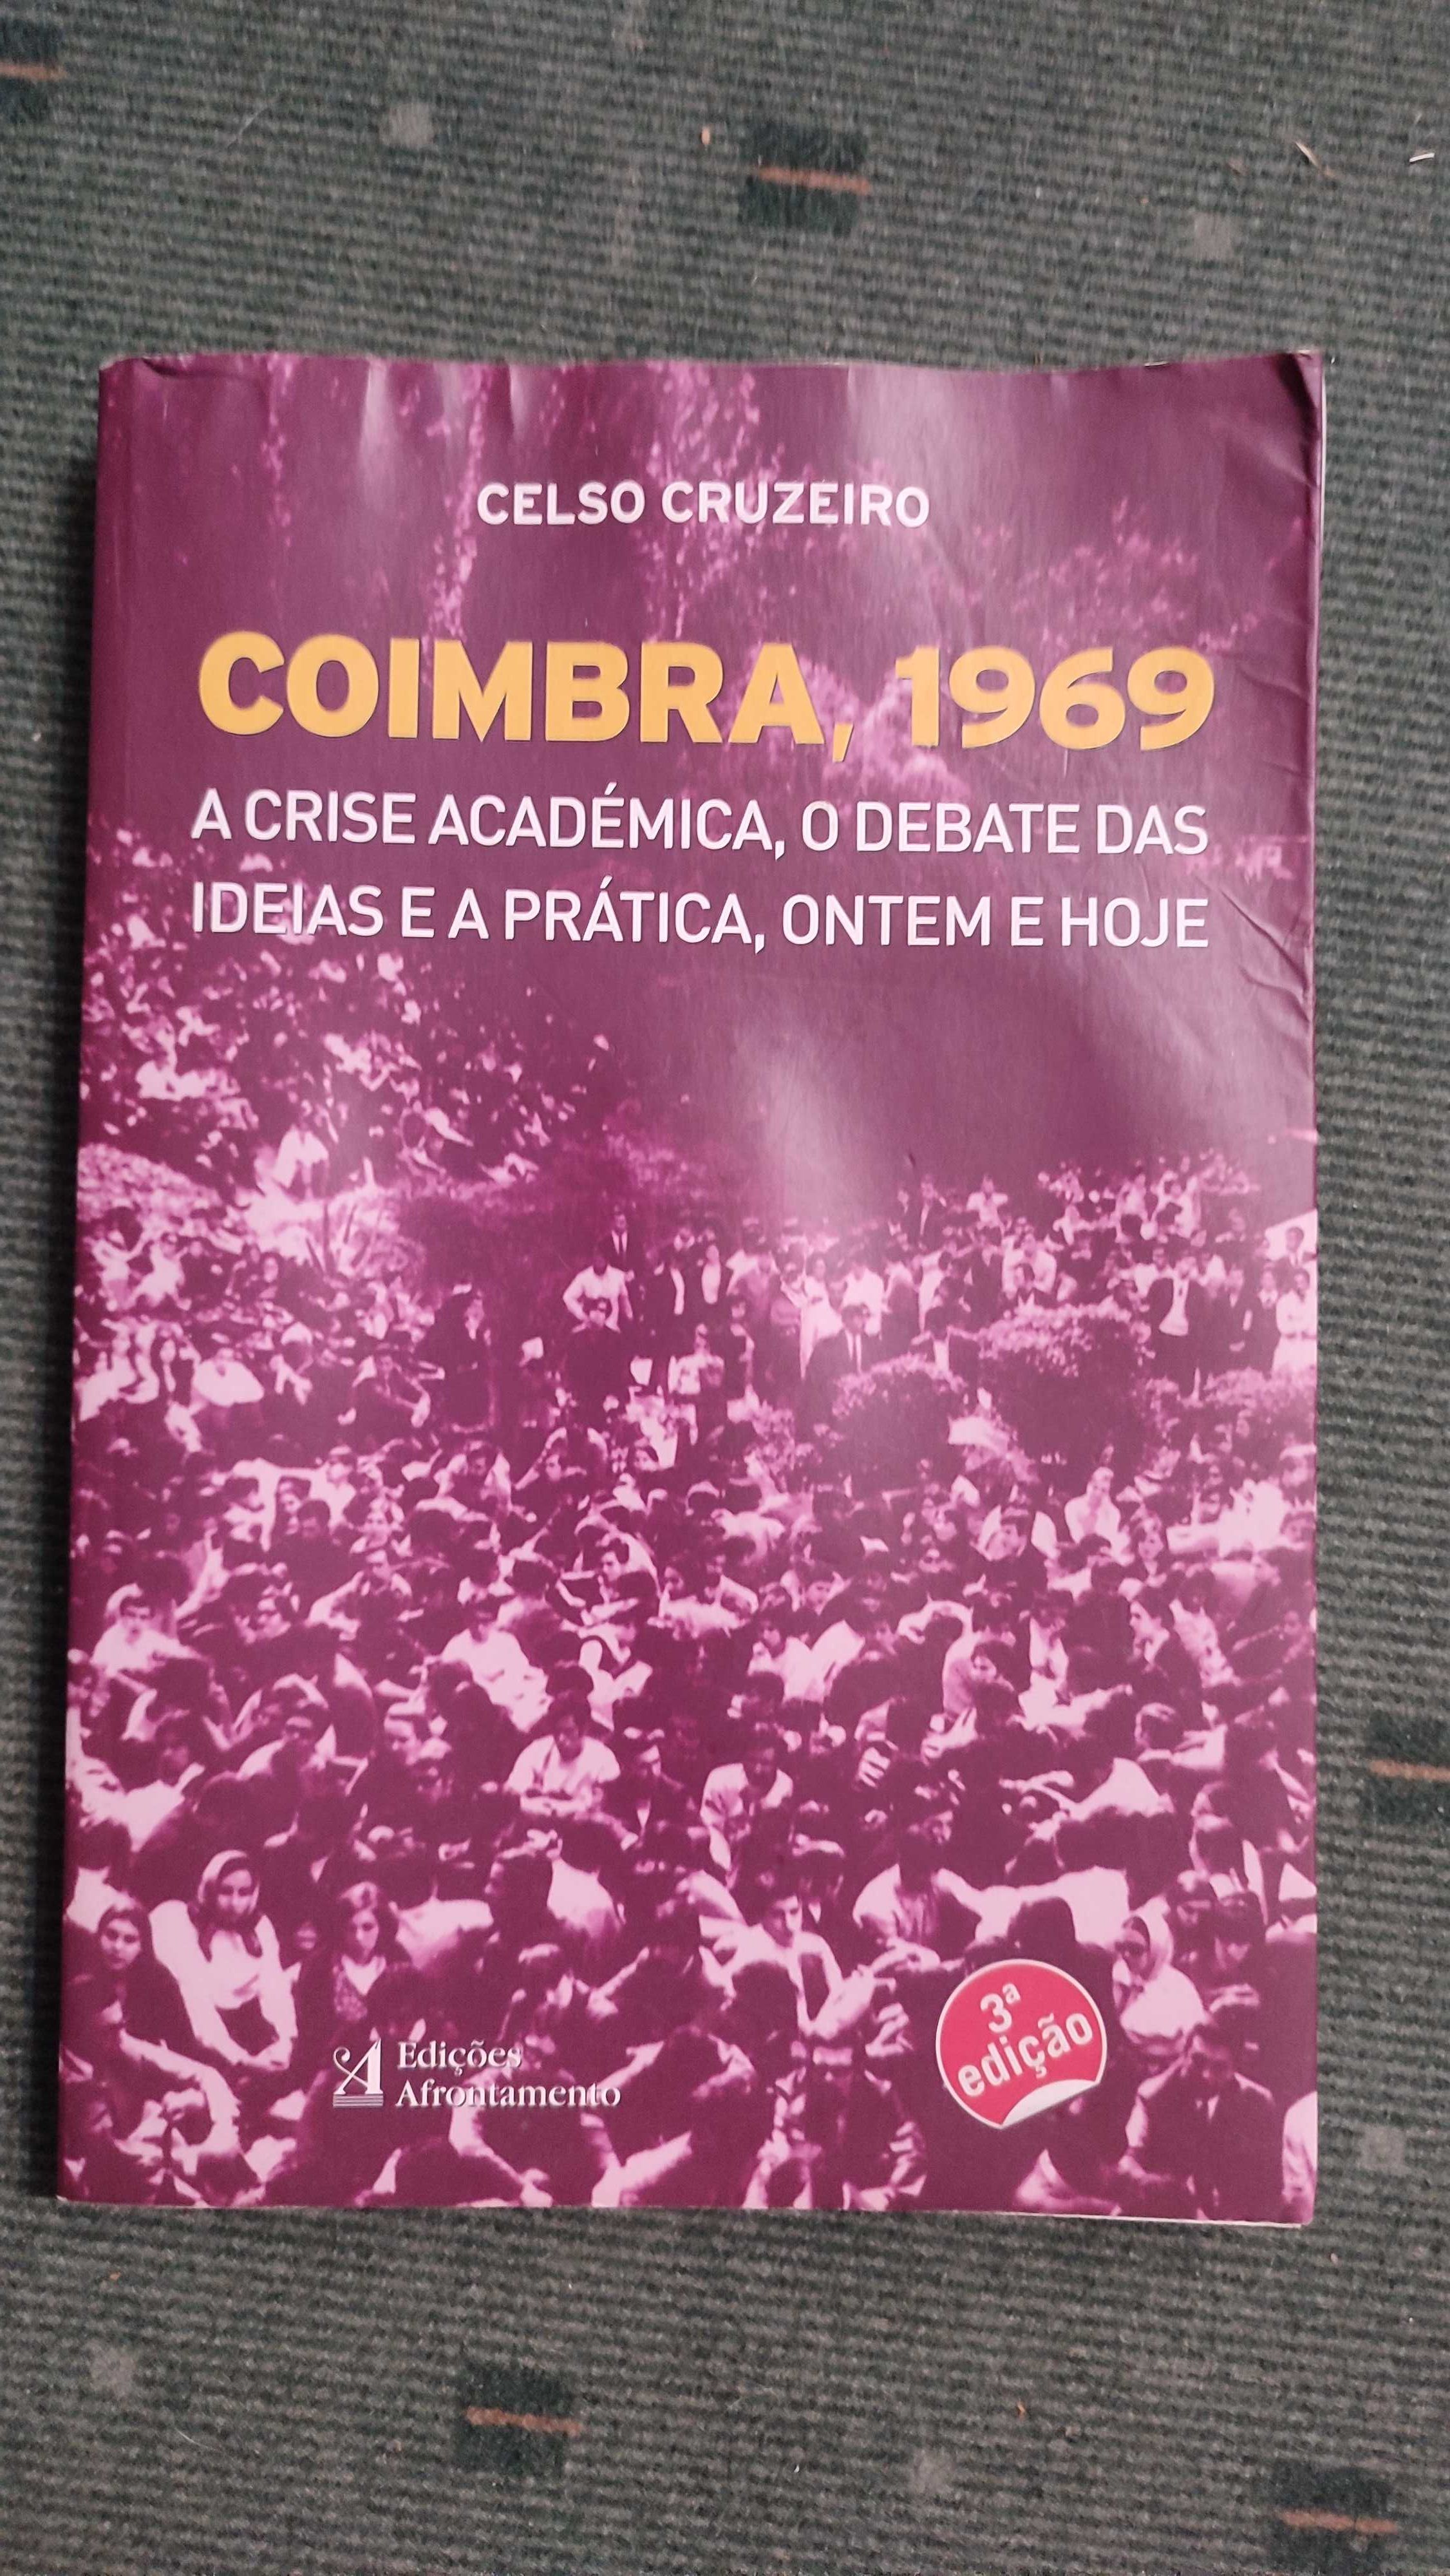 CELSO CRUZEIRO
COIMBRA, 1969
A CRISE ACADÉMICA, O DEBATE DAS
IDEIAS E A PRÁTICA, ONTEM E HOJE
Edições
Afrontamento
3ª
edição